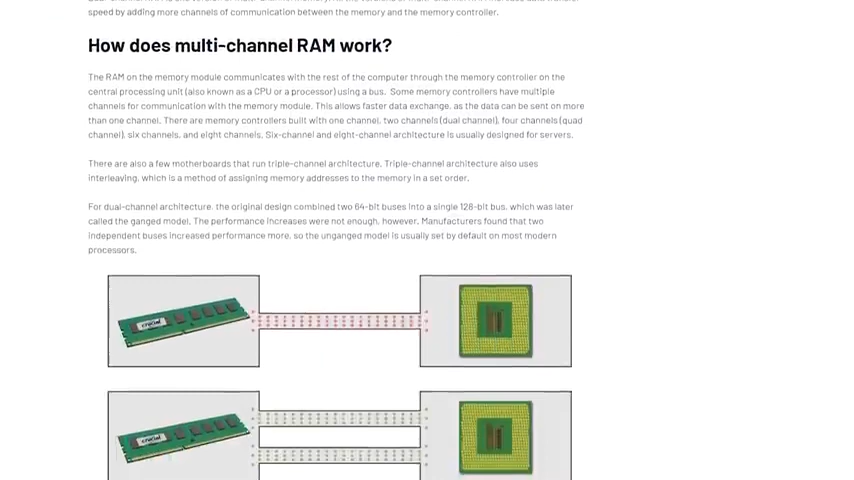 speed by adding more channels of communication between the memory and the memory controller.
How does multi-channel RAM work?
The RAM on the memory module communicates with the rest of the computer through the memory controller on the
central processing unit (also known as a CPU or a processor) using a bus. Some memory controllers have multiple
channels for communication with the memory module. This allows faster data exchange, as the data can be sent on more
than one channel. There are memory controllers built with one channel, two channels (dual channel), four channels (quad
channel), six channels, and eight channels. Six-channel and eight-channel architecture is usually designed for servers.
There are also a few motherboards that run triple-channel architecture. Triple-channel architecture also uses
interleaving, which is a method of assigning memory addresses to the memory in a set order.
For dual-channel architecture, the original design combined two 64-bit buses into a single 128-bit bus, which was later
called the ganged model. The performance increases were not enough, however. Manufacturers found that two
independent buses increased performance more, so the unganged model is usually set by default on most modern
processors.
crucial
crucial